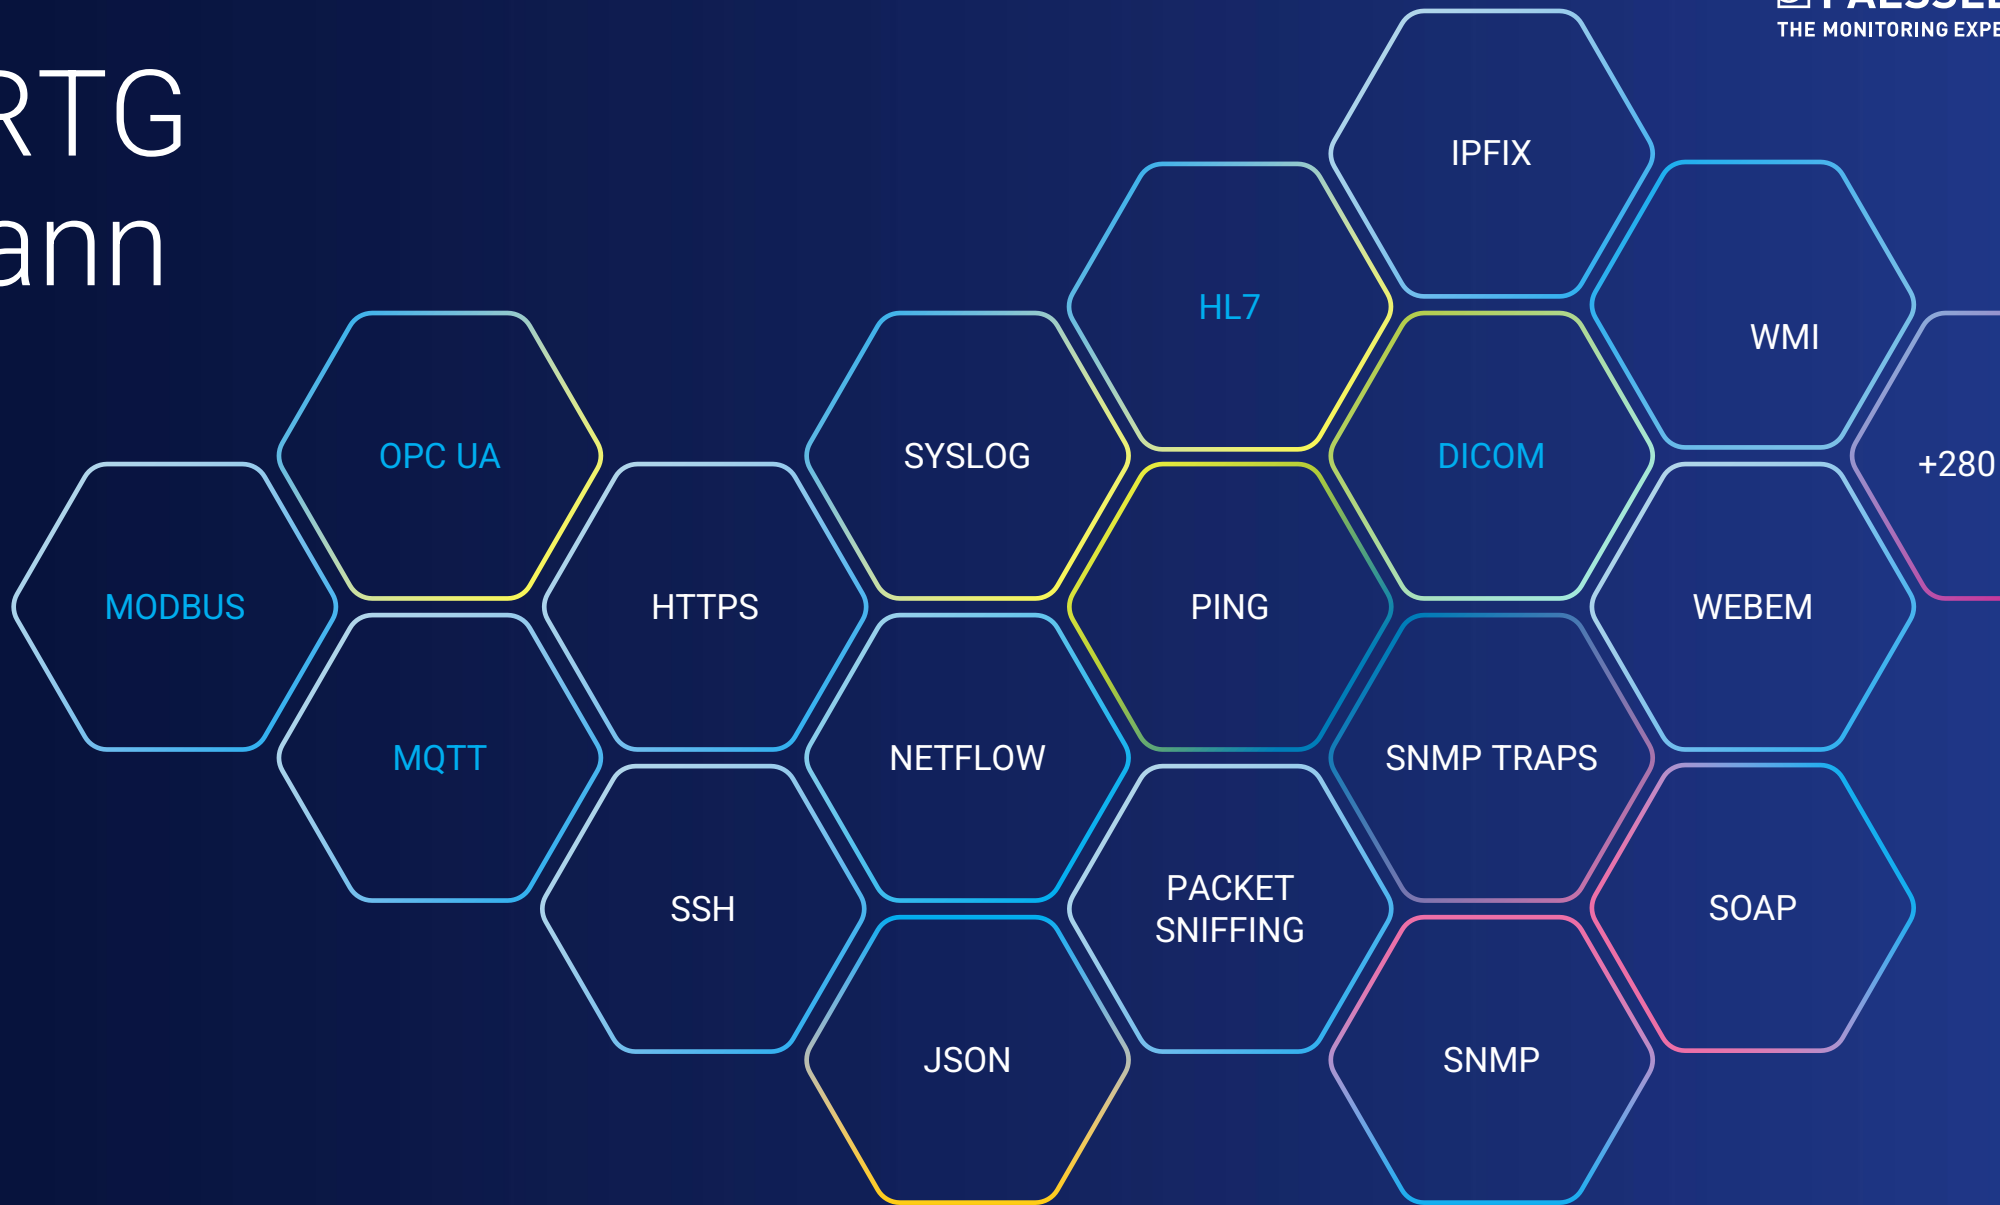 RTG
ann
PAESSLE
THE MONITORING EXPE
IPFIX
HL7
WMI
OPC UA
SYSLOG
DICOM
+280
MODBUS
HTTPS
PING
WEBEM
MQTT
NETFLOW
SNMP TRAPS
SSH
PACKET
SNIFFING
SOAP
JSON
SNMP